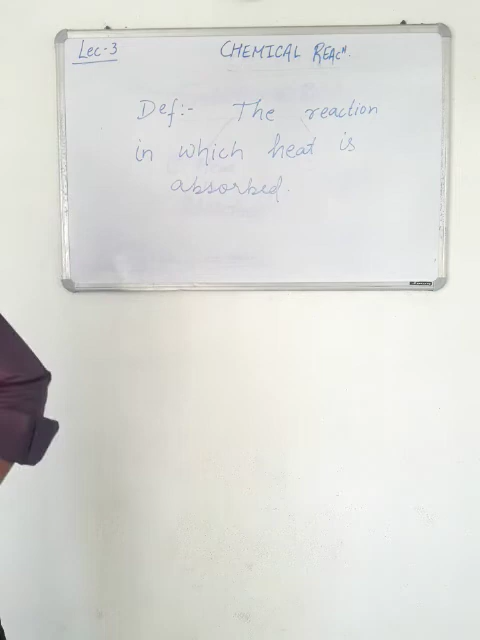 Lec-3
CHEMICAL REACⁿ.
Def:- The reaction
in which heat is
absorbed.